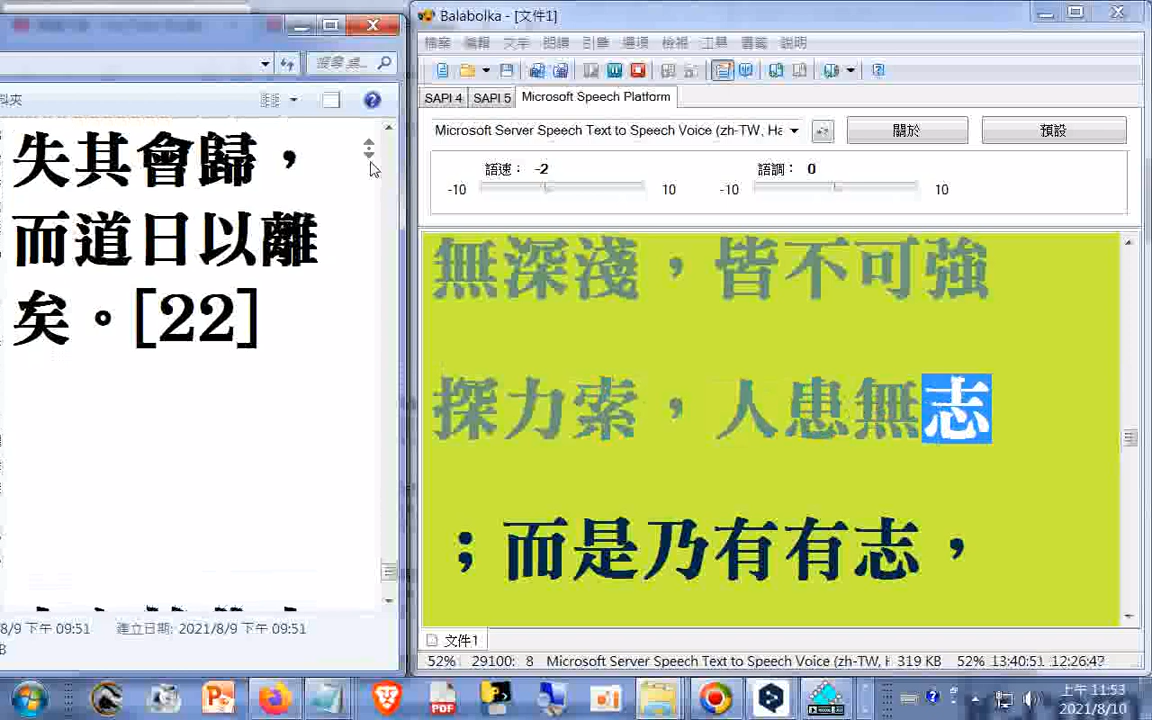 搜尋 桌...
料夾
失其會歸，
而道日以離
矣。[22]
8/9 下午 09:51 建立日期: 2021/8/9 下午 09:51
Balabolka - [文件1]
檔案 編輯 文字 閱讀 引擎 選項 檢視 工具 書籤 說明
SAPI 4 SAPI 5 Microsoft Speech Platform
Microsoft Server Speech Text to Speech Voice (zh-TW, Ha 關於 預設
語速： -2 語調： 0
-10 10 -10 10
無深淺，皆不可強
探力索，人患無志
；而是乃有有志，
文件1
52% 29100: 8 Microsoft Server Speech Text to Speech Voice (zh-TW, H 319 KB 52% 13:40:51 12:26:47
PDF
上午 11:53
2021/8/10